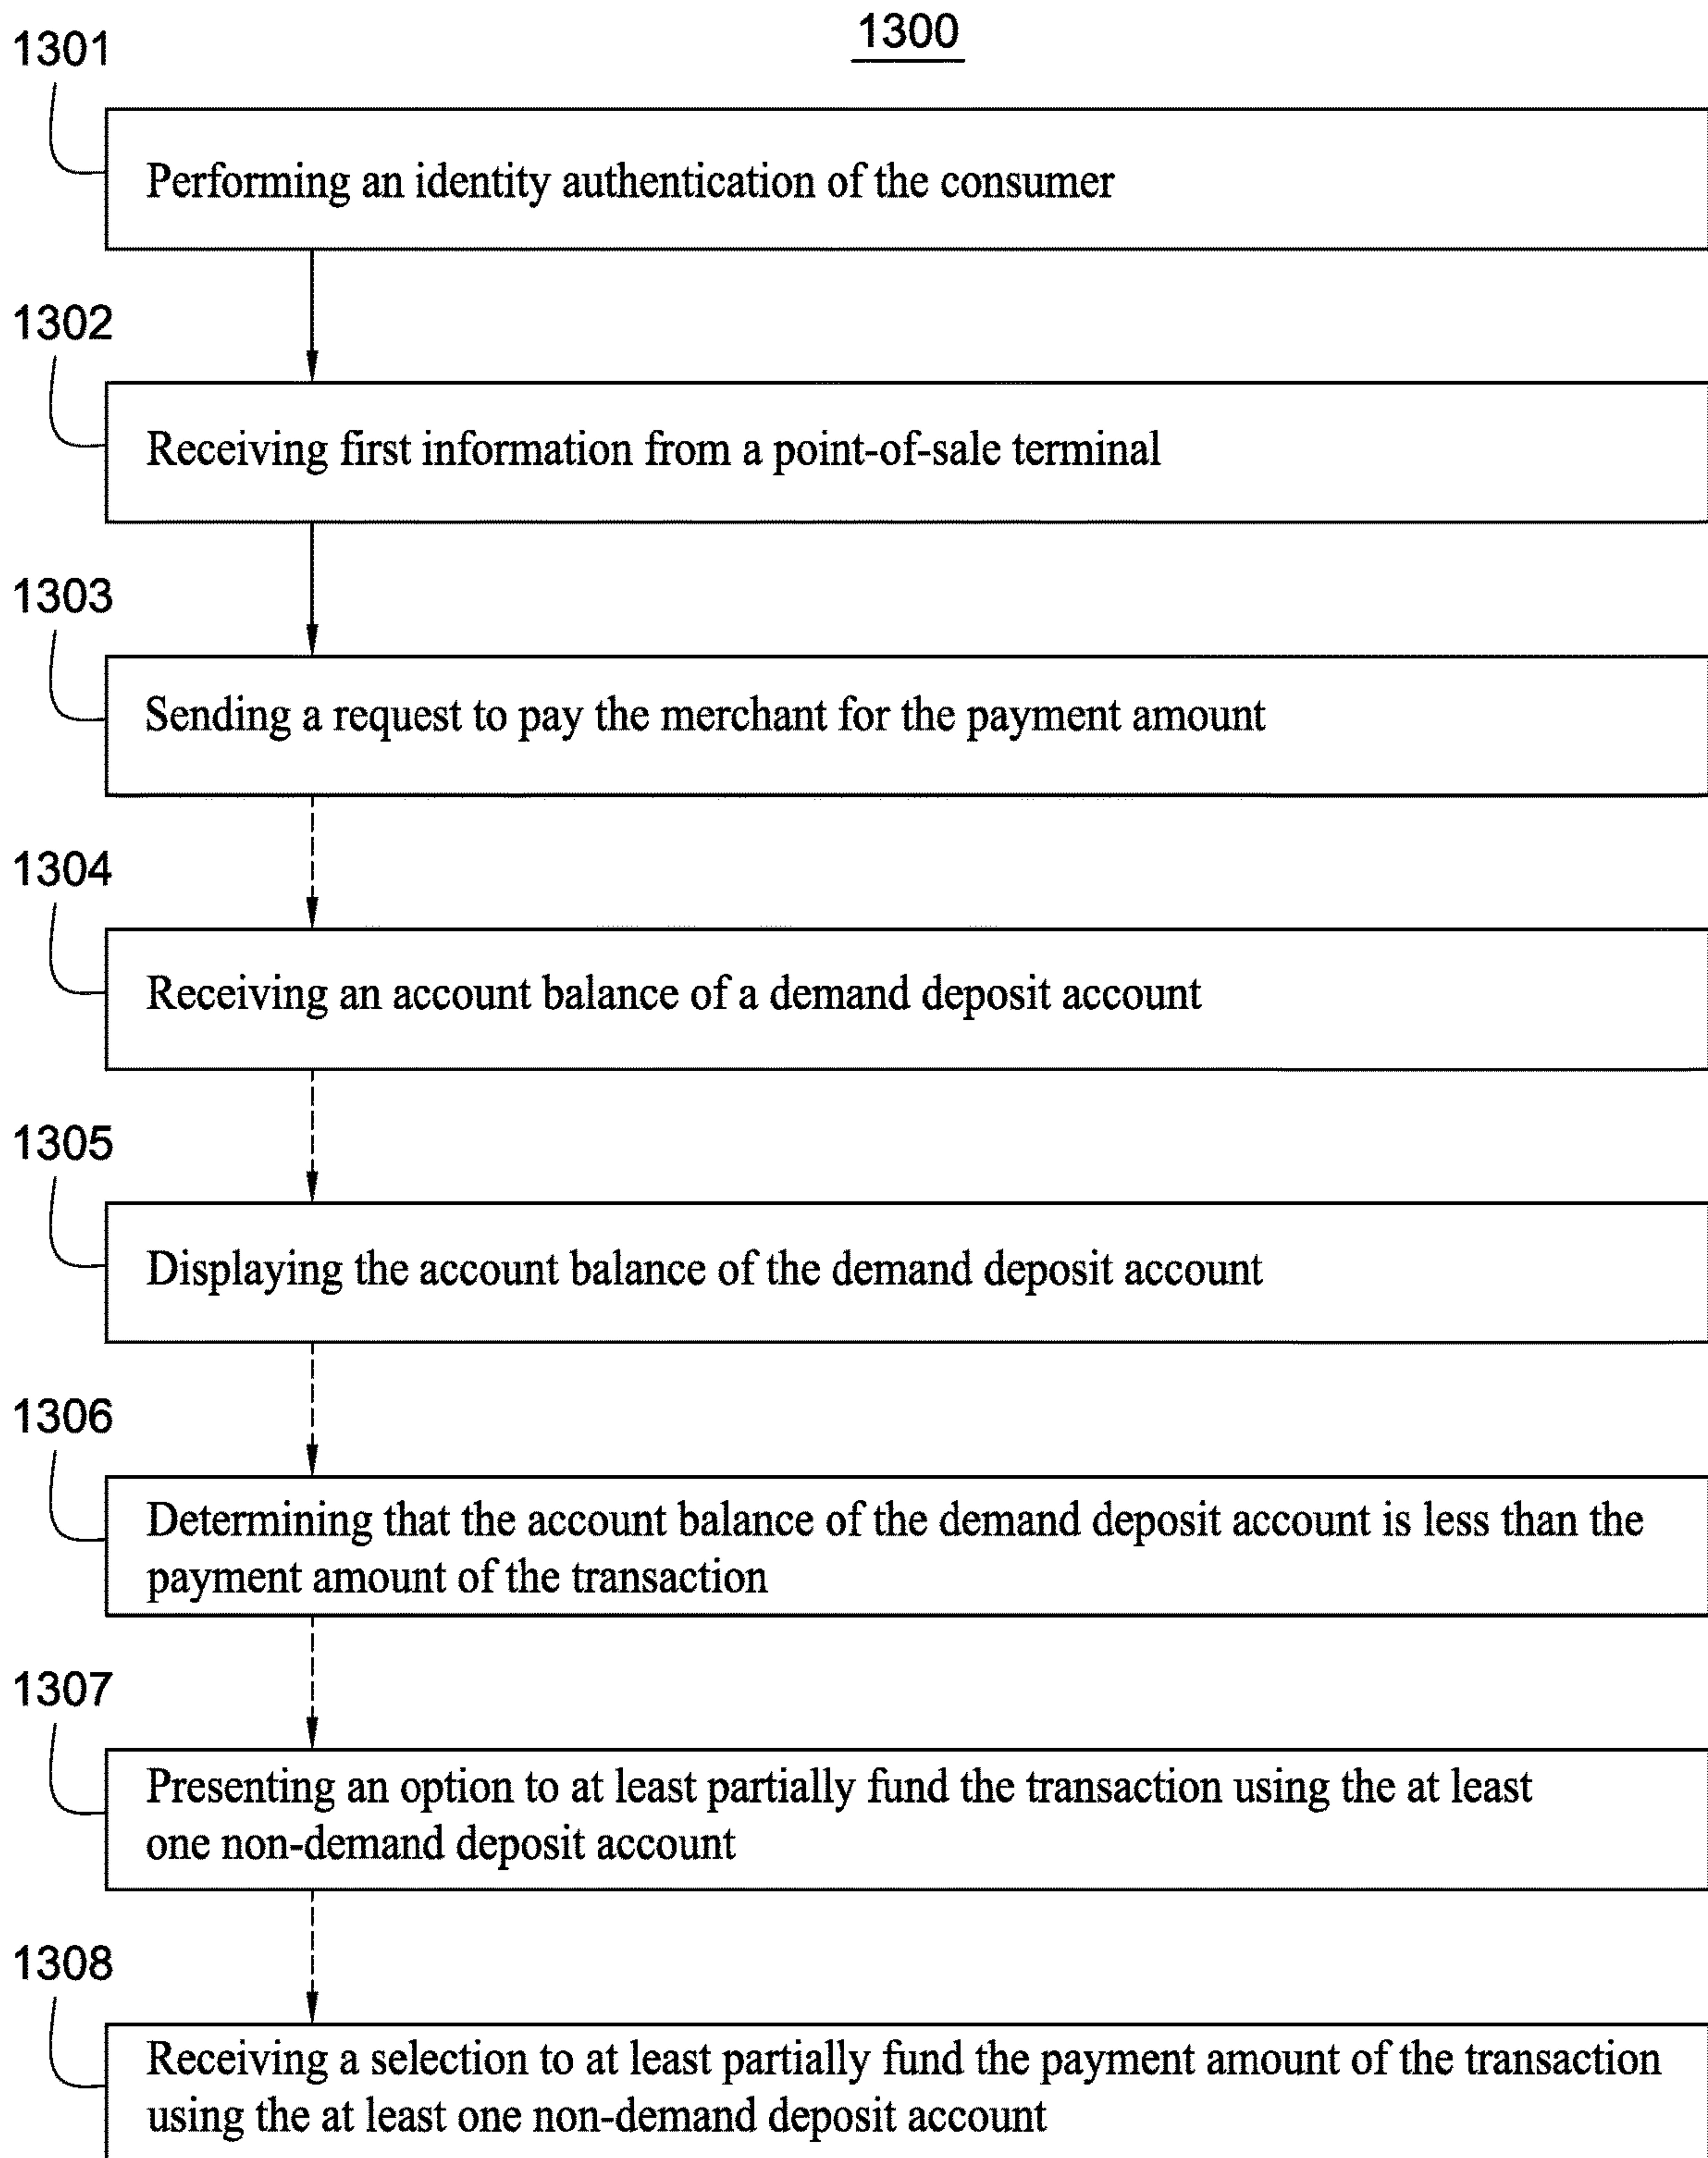 1300
1301
Performing an identity authentication of the consumer
1302
Receiving first information from a point-of-sale terminal
1303
Sending a request to pay the merchant for the payment amount
1304
Receiving an account balance of a demand deposit account
1305
Displaying the account balance of the demand deposit account
1306
Determining that the account balance of the demand deposit account is less than the
payment amount of the transaction
1307
Presenting an option to at least partially fund the transaction using the at least
one non-demand deposit account
1308
Receiving a selection to at least partially fund the payment amount of the transaction
using the at least one non-demand deposit account